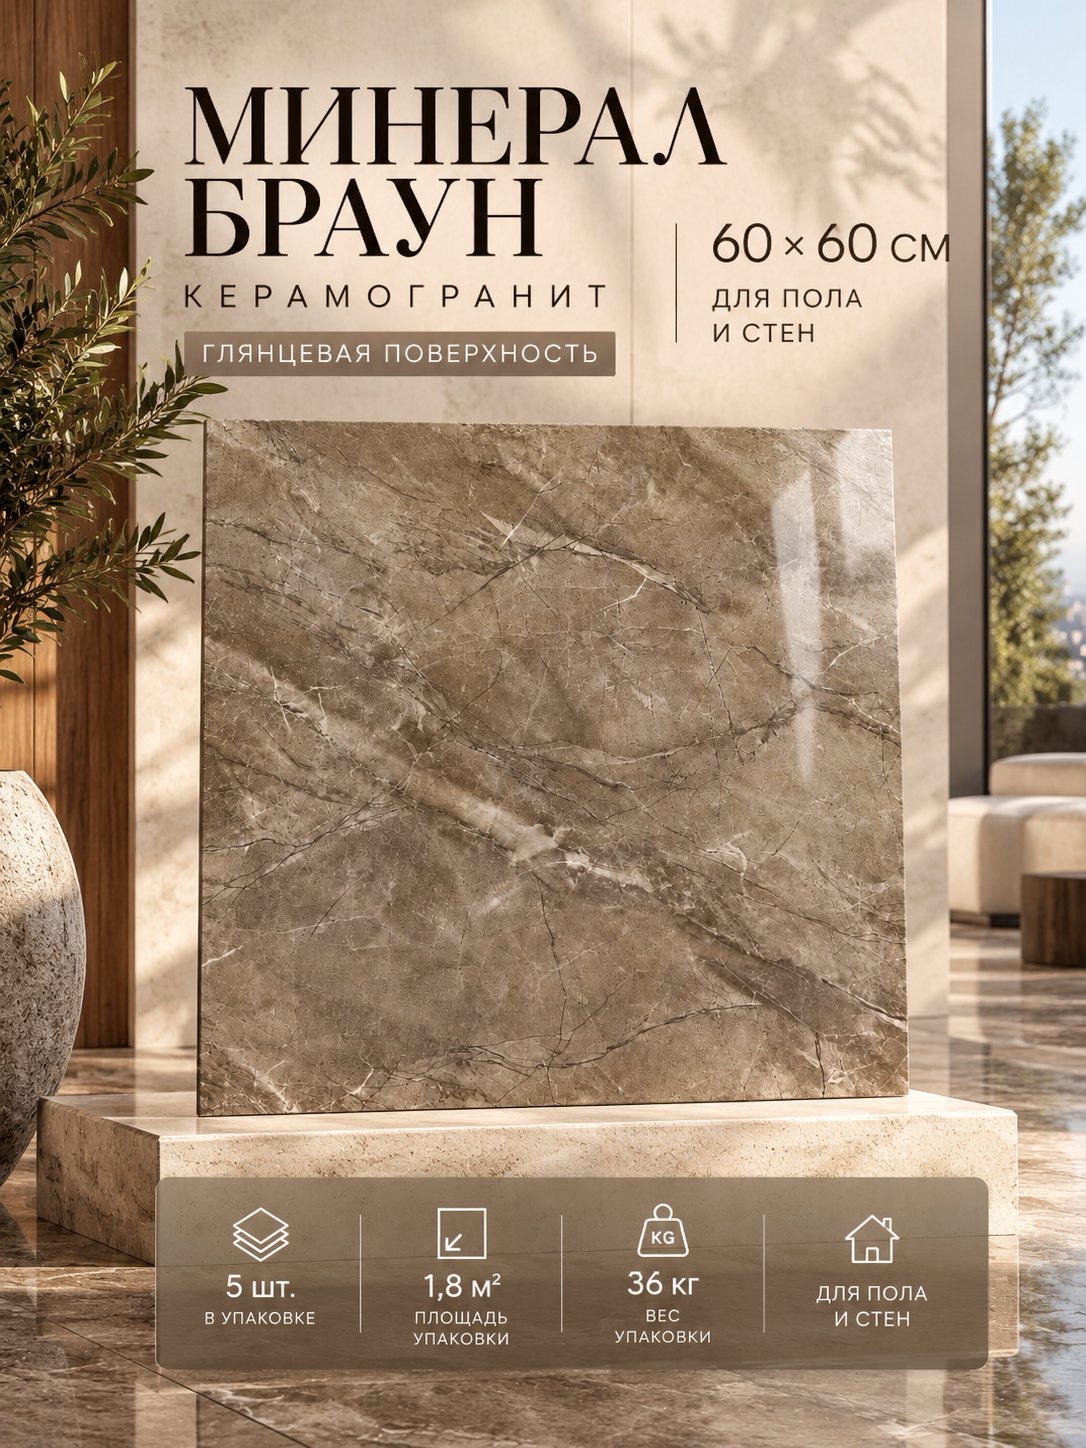 МИНЕРАЛ
БРАУН
КЕРАМОГРАНИТ
ГЛЯНЦЕВАЯ ПОВЕРХНОСТЬ
60 × 60 СМ
ДЛЯ ПОЛА
И СТЕН
5 шт.
В УПАКОВКЕ
1,8 м²
ПЛОЩАДЬ
УПАКОВКИ
KG
36 кг
ВЕС
УПАКОВКИ
ДЛЯ ПОЛА
И СТЕН